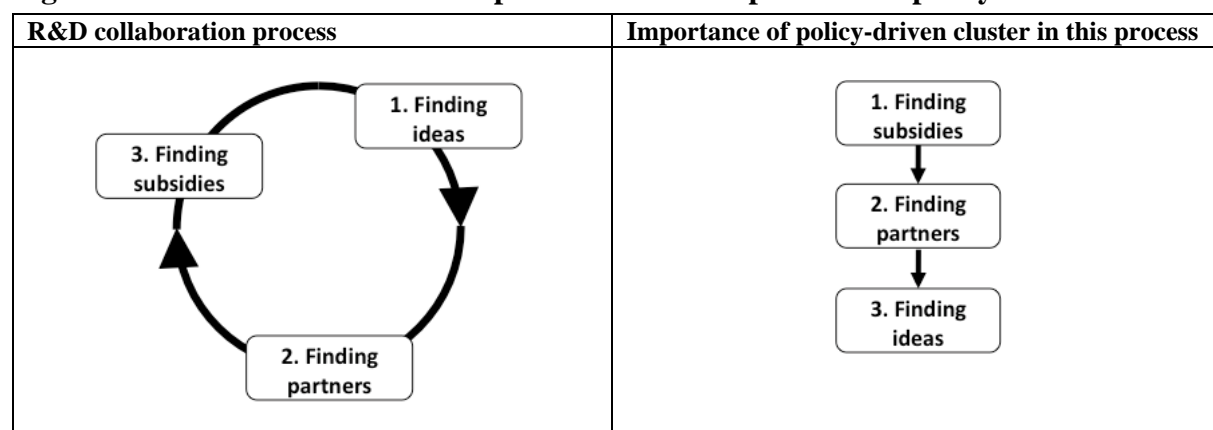 R&D collaboration process
Importance of policy-driven cluster in this process
1. Finding
ideas
3. Finding
subsidies
2. Finding
partners
1. Finding
subsidies
2. Finding
partners
3. Finding
ideas